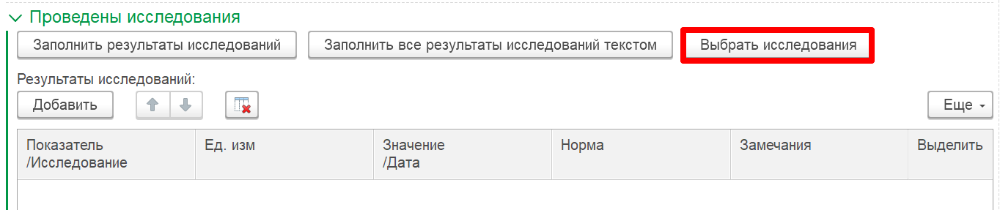 Проведены исследования
Заполнить результаты исследований Заполнить все результаты исследований текстом Выбрать исследования
Результаты исследований:
Добавить Еще
Показатель /Исследование Ед. изм Значение /Дата Норма Замечания Выделить